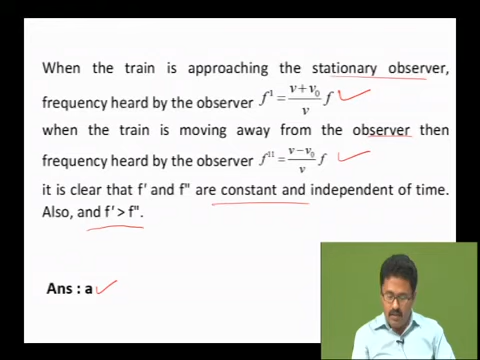 When the train is approaching the stationary observer,
frequency heard by the observer f¹ = (v+v₀)/v f
when the train is moving away from the observer then
frequency heard by the observer f¹¹ = (v−v₀)/v f
it is clear that f' and f" are constant and independent of time.
Also, and f' > f".
Ans : a